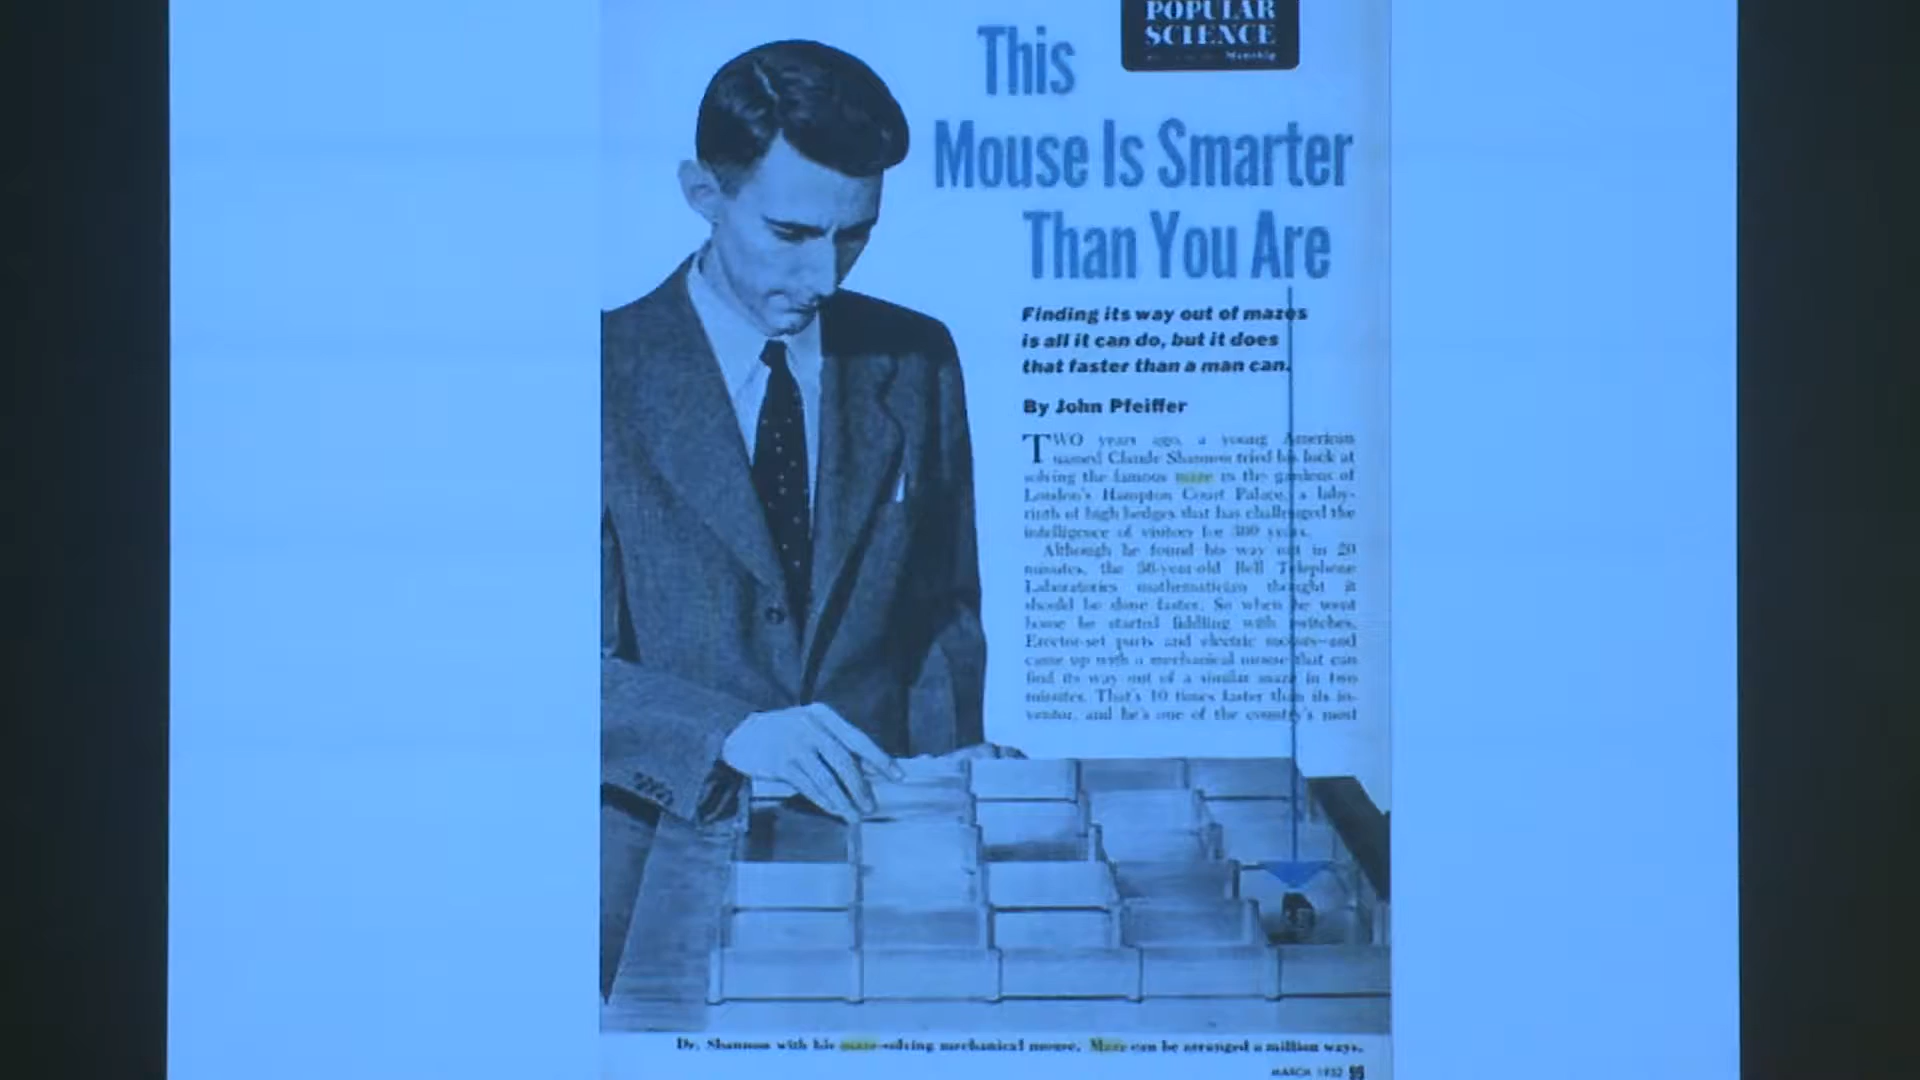 POPULAR
SCIENCE
Monthly
This
Mouse Is Smarter
Than You Are
Finding its way out of mazes
is all it can do, but it does
that faster than a man can.
By John Pfeiffer
TWO years ago, a young American
named Claude Shannon tried his luck at
solving the famous maze in the gardens of
London's Hampton Court Palace, a laby-
rinth of high hedges that has challenged the
intelligence of visitors for 300 years.
Although he found his way out in 20
minutes, the 36-year-old Bell Telephone
Laboratories mathematician thought it
should be done faster. So when he went
home he started fiddling with switches,
Erector-set parts and electric motors—and
came up with a mechanical mouse that can
find its way out of a similar maze in two
minutes. That's 10 times faster than its in-
ventor, and he's one of the country's most
Dr. Shannon with his maze-solving mechanical mouse. Maze can be arranged a million ways.
MARCH 1952 99